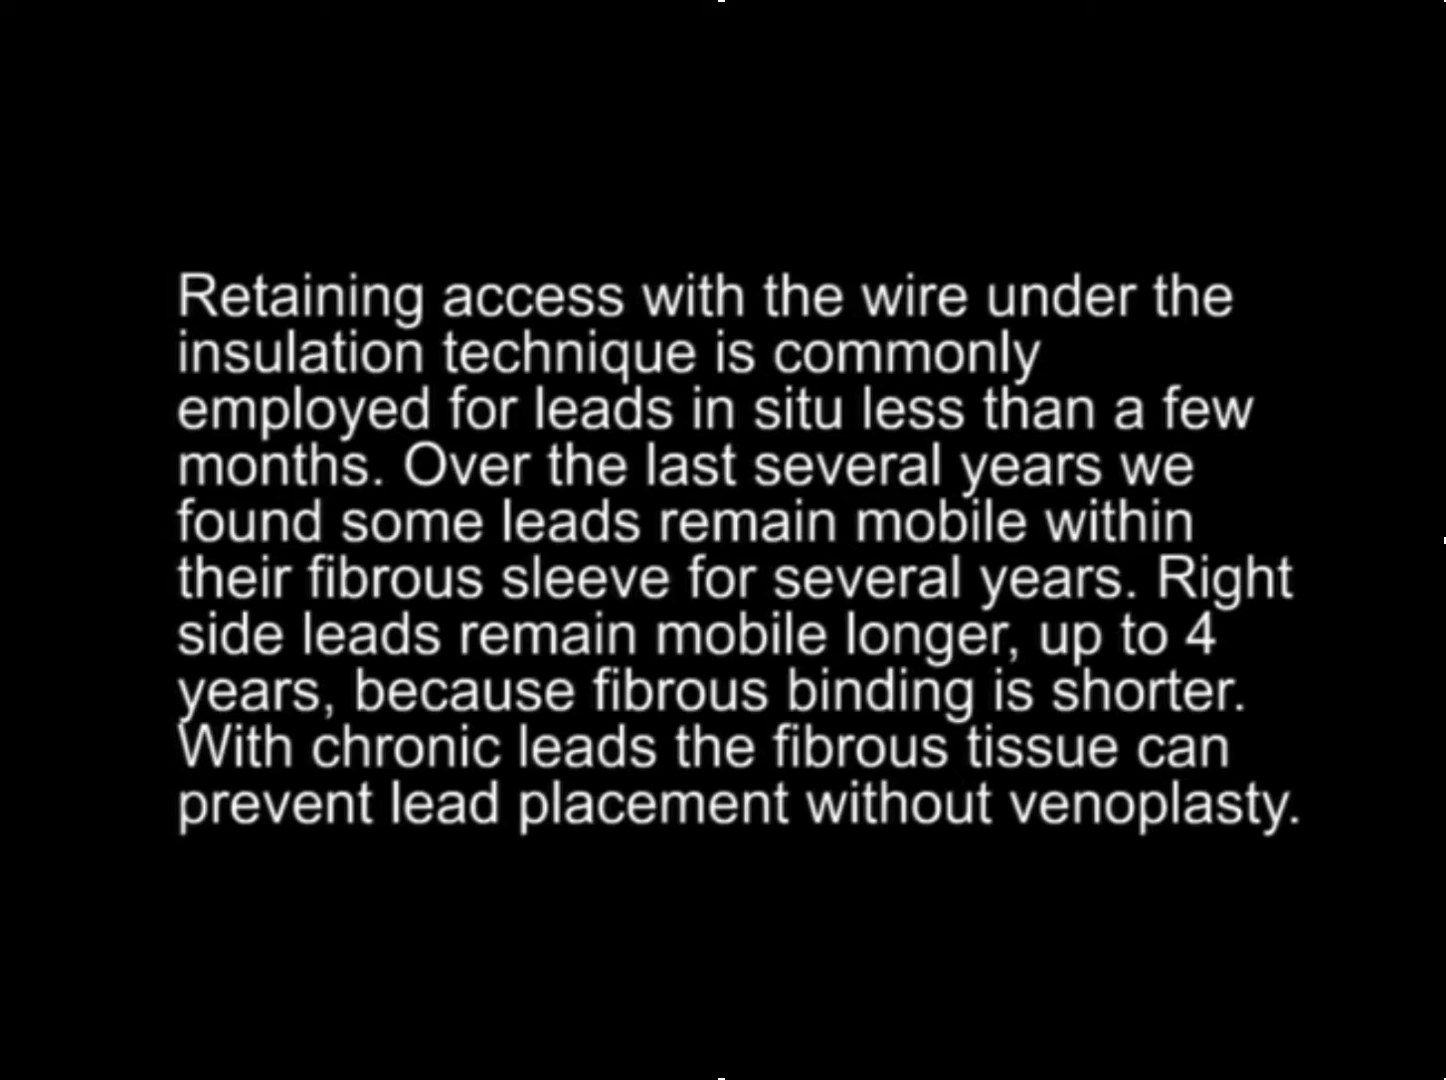 Retaining access with the wire under the
insulation technique is commonly
employed for leads in situ less than a few
months. Over the last several years we
found some leads remain mobile within
their fibrous sleeve for several years. Right
side leads remain mobile longer, up to 4
years, because fibrous binding is shorter.
With chronic leads the fibrous tissue can
prevent lead placement without venoplasty.